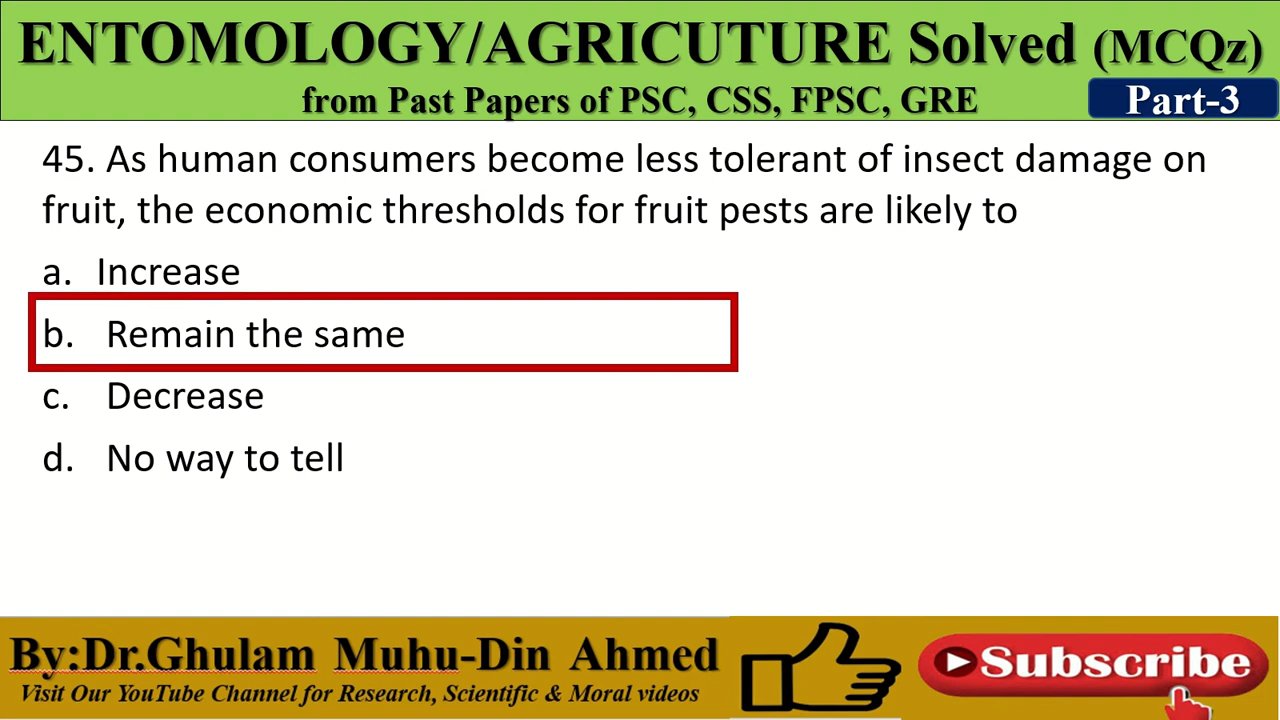 ENTOMOLOGY/AGRICUTURE Solved (MCQz)
from Past Papers of PSC, CSS, FPSC, GRE
Part-3
45. As human consumers become less tolerant of insect damage on
fruit, the economic thresholds for fruit pests are likely to
a. Increase
b. Remain the same
c. Decrease
d. No way to tell
By:Dr.Ghulam Muhu-Din Ahmed
Visit Our YouTube Channel for Research, Scientific & Moral videos
Subscribe